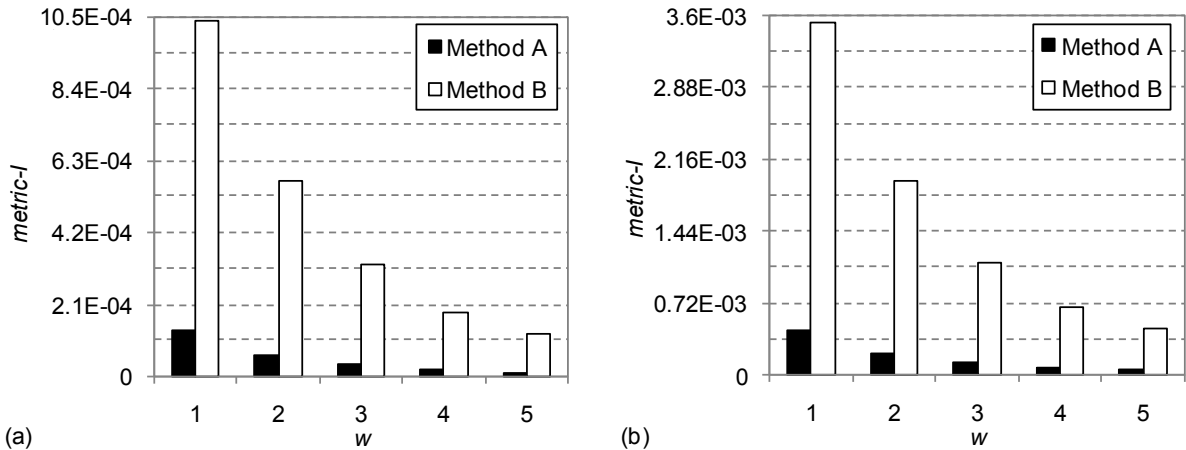 10.5E-04
8.4E-04
6.3E-04
4.2E-04
2.1E-04
0
metric-I
Method A
Method B
1 2 3 4 5
w
(a)
3.6E-03
2.88E-03
2.16E-03
1.44E-03
0.72E-03
0
metric-I
Method A
Method B
1 2 3 4 5
w
(b)